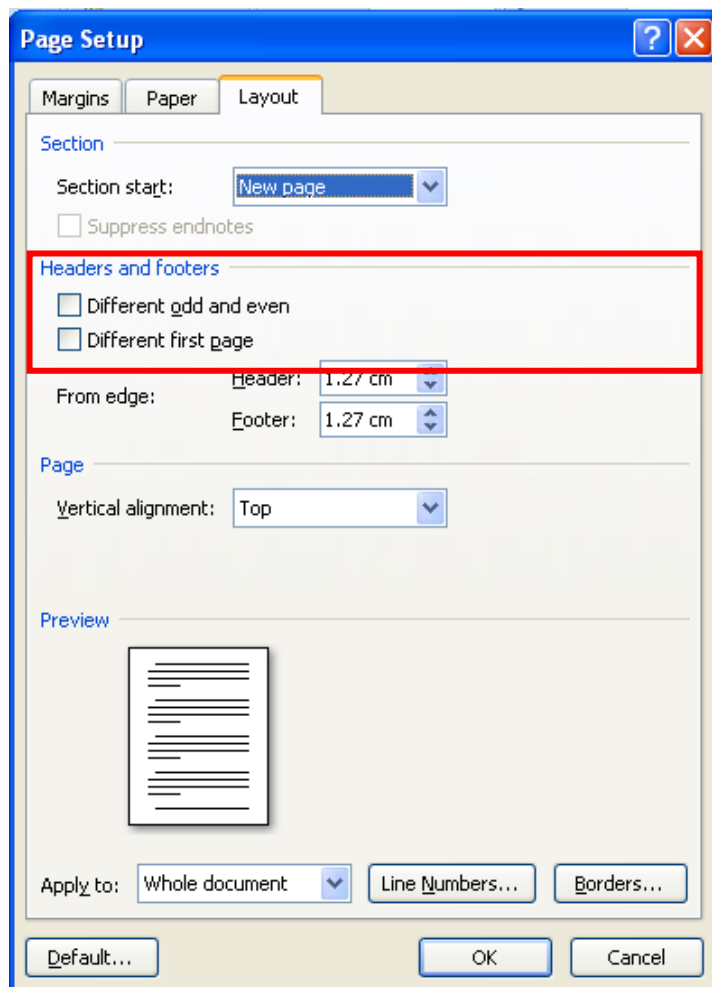 Page Setup
Margins Paper Layout
Section
Section start: New page
Suppress endnotes
Headers and footers
Different odd and even
Different first page
From edge:
Header: 1.27 cm
Footer: 1.27 cm
Page
Vertical alignment: Top
Preview
Apply to: Whole document Line Numbers... Borders...
Default... OK Cancel